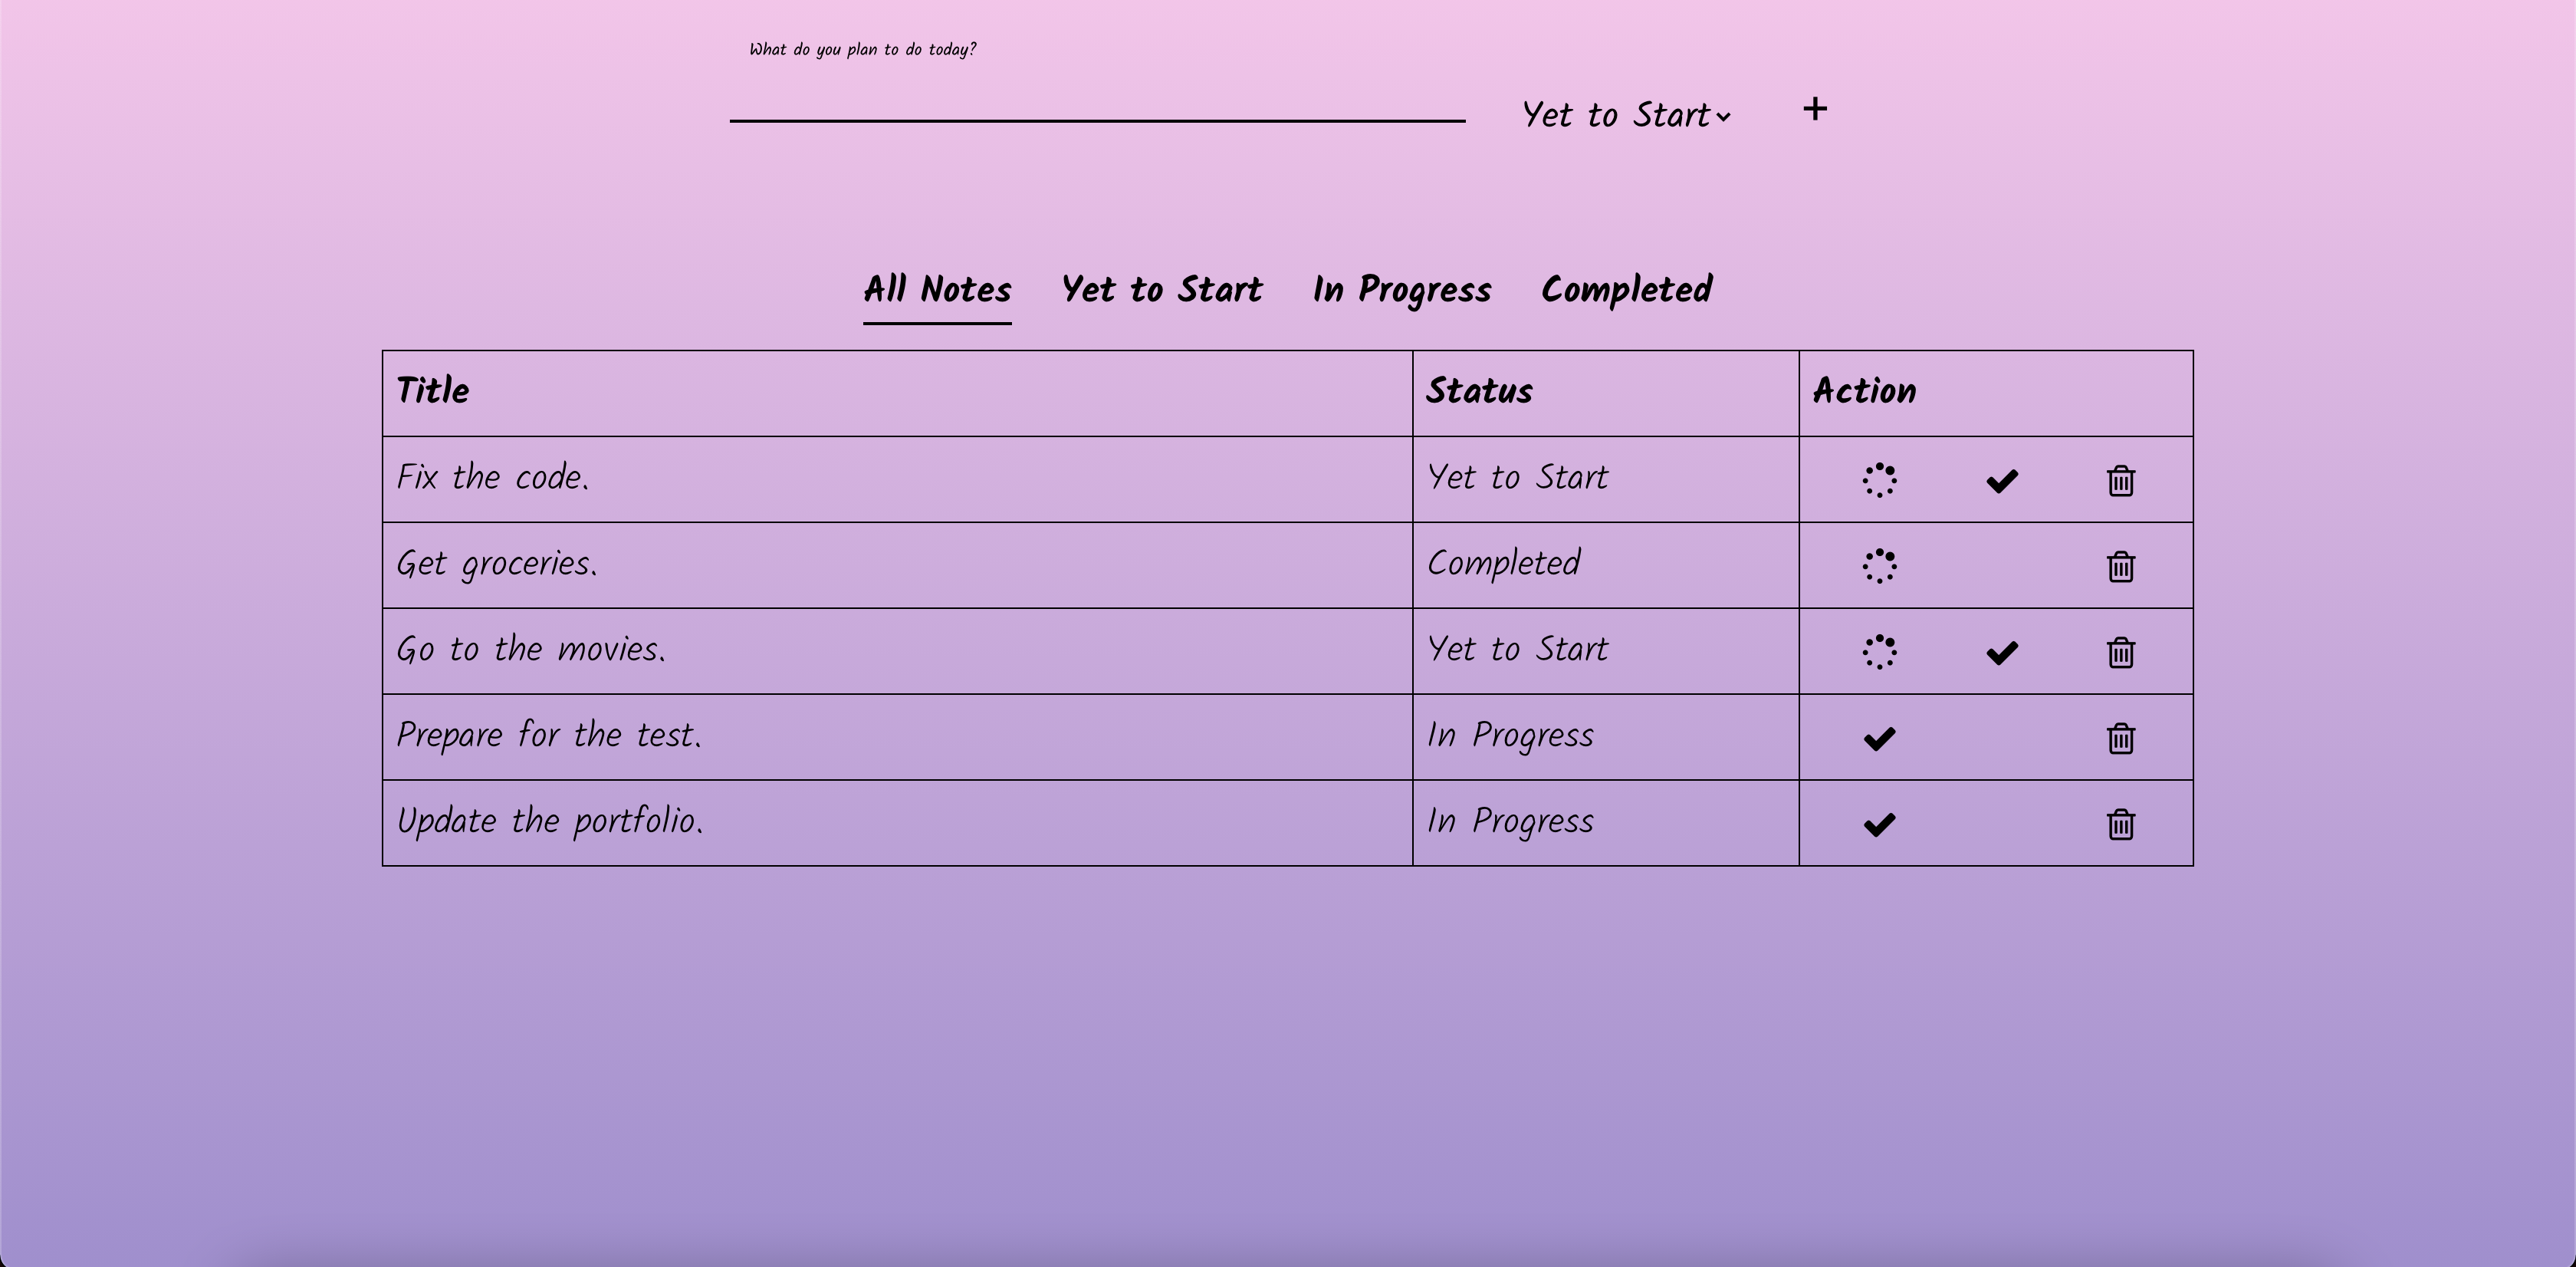 What do you plan to do today?
Yet to Start
All Notes Yet to Start In Progress Completed
Title Status Action
Fix the code. Yet to Start
Get groceries. Completed
Go to the movies. Yet to Start
Prepare for the test. In Progress
Update the portfolio. In Progress